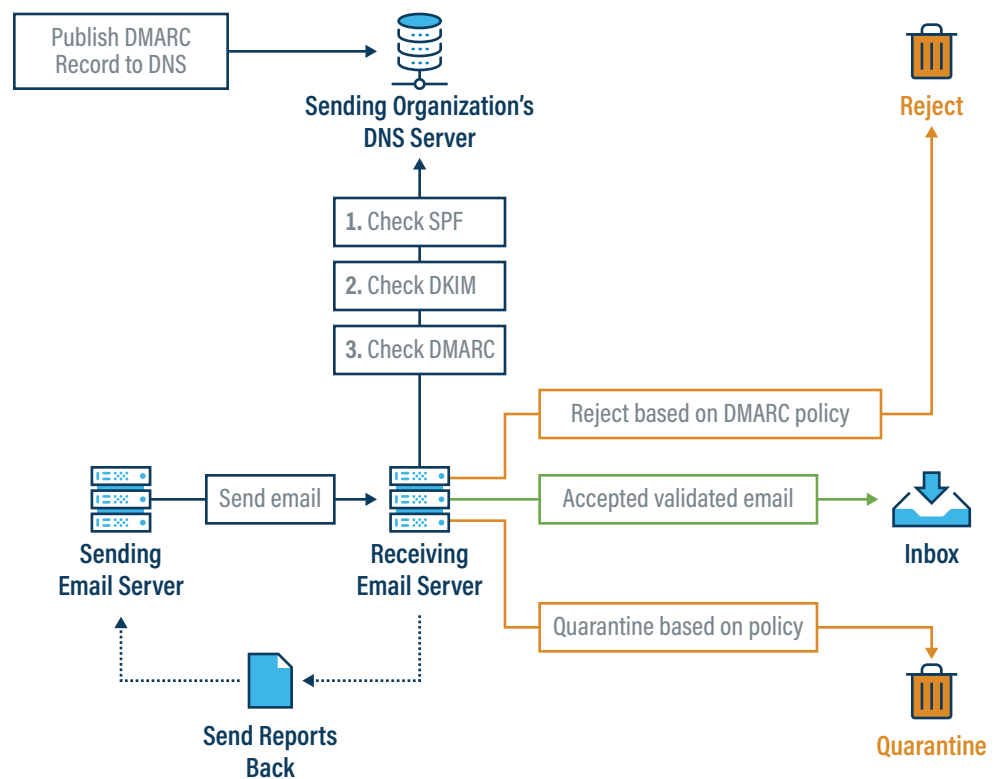 Publish DMARC
Record to DNS
Sending Organization's
DNS Server
Reject
1. Check SPF
2. Check DKIM
3. Check DMARC
Reject based on DMARC policy
Send email
Accepted validated email
Sending
Email Server
Receiving
Email Server
Inbox
Quarantine based on policy
Send Reports
Back
Quarantine